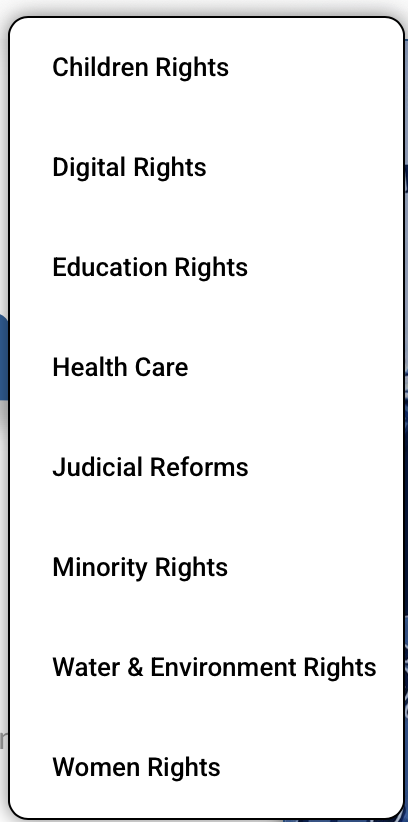 Children Rights
Digital Rights
Education Rights
Health Care
Judicial Reforms
Minority Rights
Water & Environment Rights
Women Rights